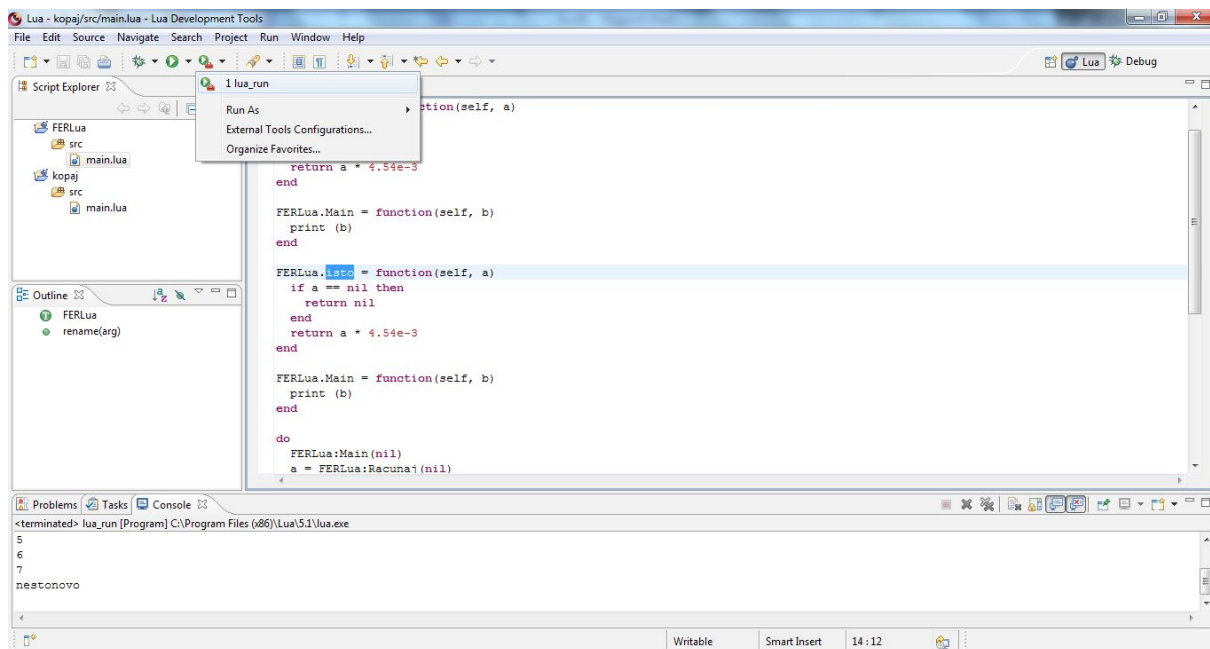 Lua - kopaj/src/main.lua - Lua Development Tools
File Edit Source Navigate Search Project Run Window Help
Lua Debug
Script Explorer
1 lua_run
Run As
External Tools Configurations...
Organize Favorites...
FERLua
src
main.lua
kopaj
src
main.lua
Outline
FERLua
rename(arg)
ction(self, a)
return a * 4.54e-3
end
FERLua.Main = function(self, b)
print (b)
end
FERLua.isto = function(self, a)
if a == nil then
return nil
end
return a * 4.54e-3
end
FERLua.Main = function(self, b)
print (b)
end
do
FERLua:Main(nil)
a = FERLua:Racunaj(nil)
Problems Tasks Console
<terminated> lua_run [Program] C:\Program Files (x86)\Lua\5.1\lua.exe
5
6
7
nestonovo
Writable Smart Insert 14 : 12